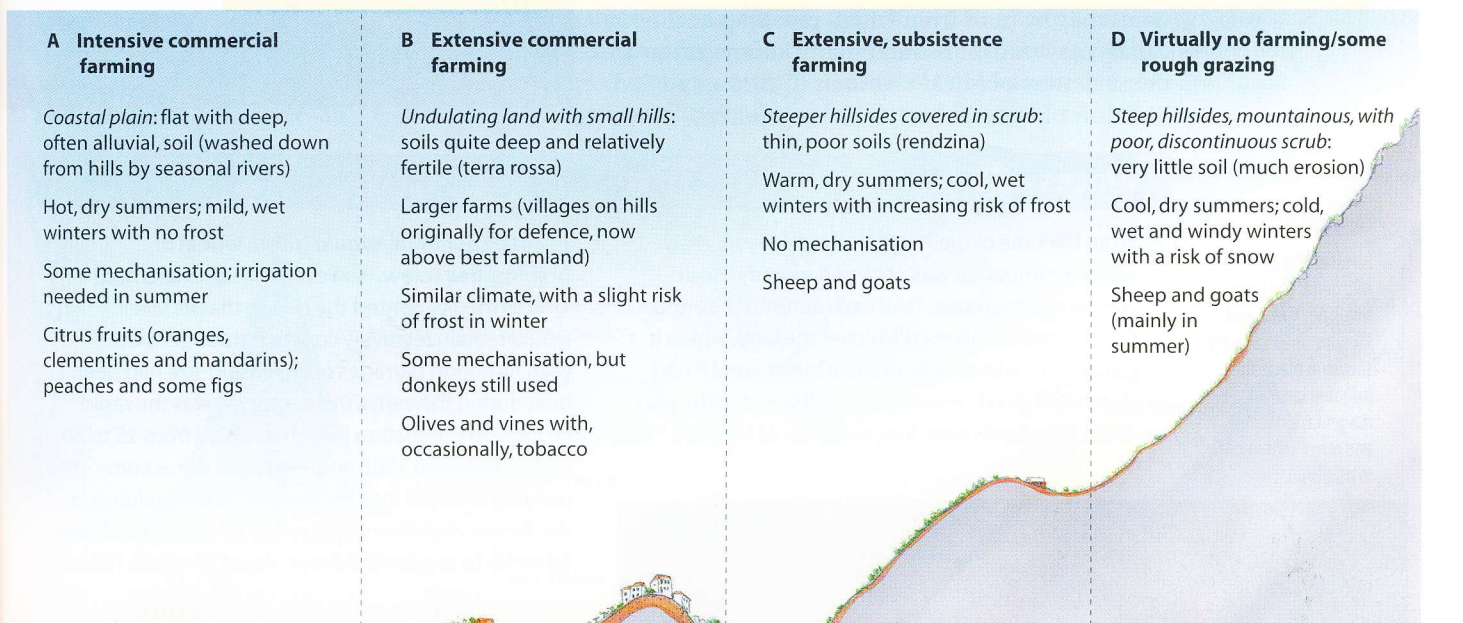 A Intensive commercial
farming
Coastal plain: flat with deep,
often alluvial, soil (washed down
from hills by seasonal rivers)
Hot, dry summers; mild, wet
winters with no frost
Some mechanisation; irrigation
needed in summer
Citrus fruits (oranges,
clementines and mandarins);
peaches and some figs
B Extensive commercial
farming
Undulating land with small hills:
soils quite deep and relatively
fertile (terra rossa)
Larger farms (villages on hills
originally for defence, now
above best farmland)
Similar climate, with a slight risk
of frost in winter
Some mechanisation, but
donkeys still used
Olives and vines with,
occasionally, tobacco
C Extensive, subsistence
farming
Steeper hillsides covered in scrub:
thin, poor soils (rendzina)
Warm, dry summers; cool, wet
winters with increasing risk of frost
No mechanisation
Sheep and goats
D Virtually no farming/some
rough grazing
Steep hillsides, mountainous, with
poor, discontinuous scrub:
very little soil (much erosion)
Cool, dry summers; cold,
wet and windy winters
with a risk of snow
Sheep and goats
(mainly in
summer)